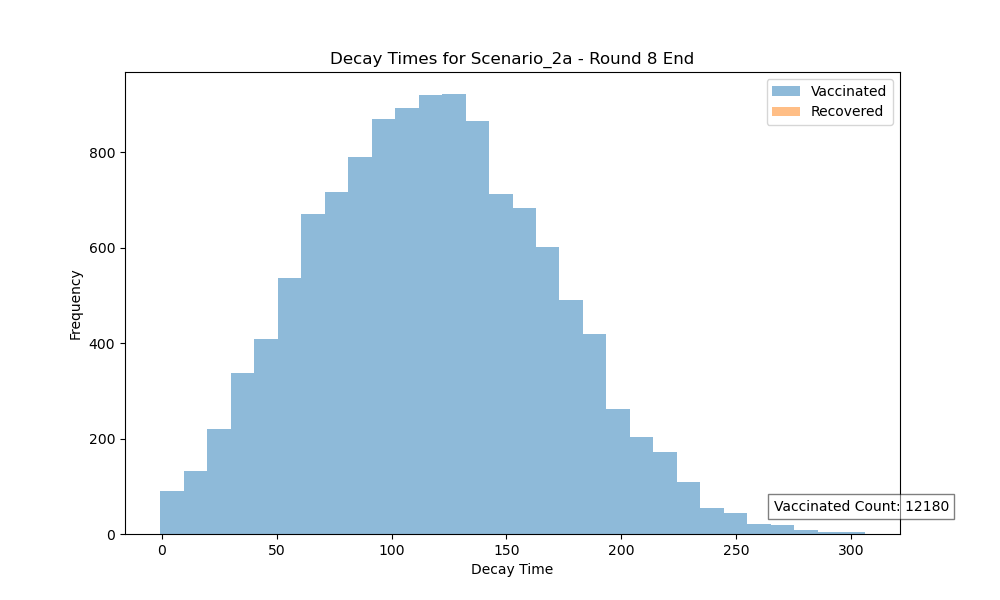 Decay Times for Scenario_2a - Round 8 End
Vaccinated
Recovered
800
600
400
200
0
Frequency
Vaccinated Count: 12180
0 50 100 150 200 250 300
Decay Time